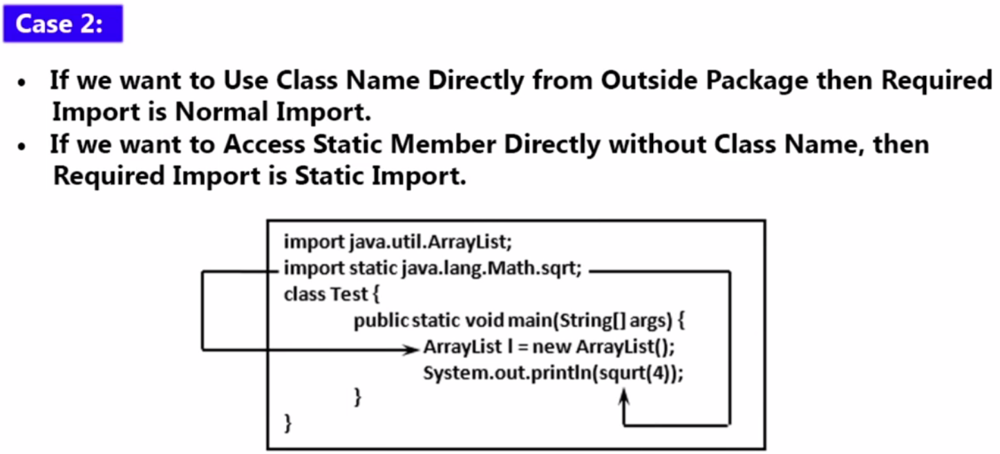 Case 2:
• If we want to Use Class Name Directly from Outside Package then Required
Import is Normal Import.
• If we want to Access Static Member Directly without Class Name, then
Required Import is Static Import.
import java.util.ArrayList;
import static java.lang.Math.sqrt;
class Test {
public static void main(String[] args) {
ArrayList l = new ArrayList();
System.out.println(squrt(4));
}
}